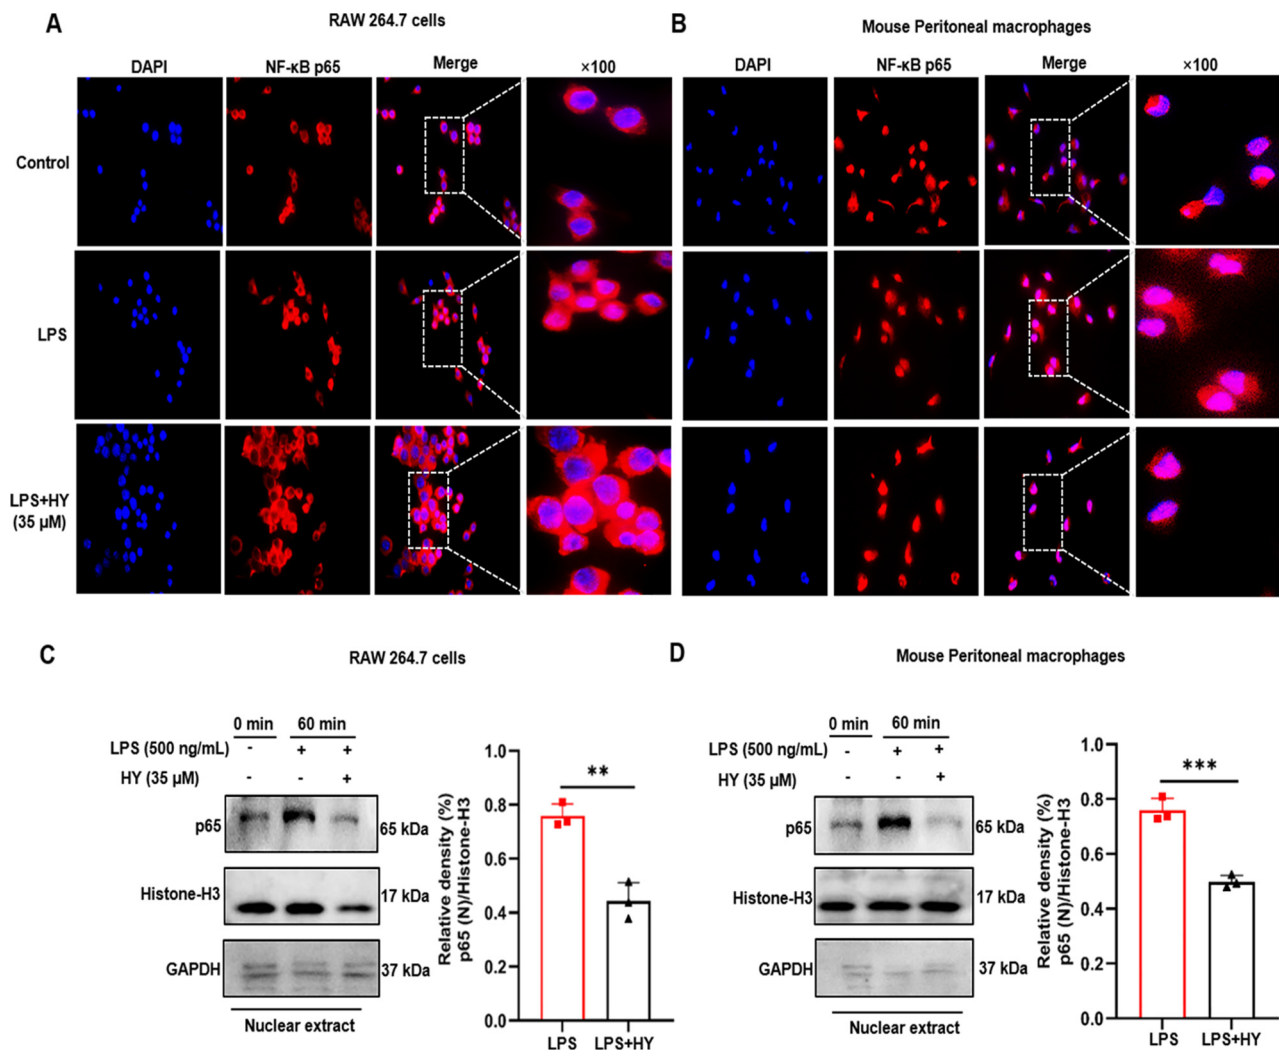 A
RAW 264.7 cells
DAPI
NF-κB p65
Merge
×100
Control
LPS
LPS+HY
(35 μM)
B
Mouse Peritoneal macrophages
DAPI
NF-κB p65
Merge
×100
C
RAW 264.7 cells
0 min
60 min
LPS (500 ng/mL)
-
+
+
HY (35 μM)
-
-
+
p65
65 kDa
Histone-H3
17 kDa
GAPDH
37 kDa
Nuclear extract
Relative density (%)
p65 (N)/Histone-H3
1.0
0.8
0.6
0.4
0.2
0.0
**
LPS
LPS+HY
D
Mouse Peritoneal macrophages
0 min
60 min
LPS (500 ng/mL)
-
+
+
HY (35 μM)
-
-
+
p65
65 kDa
Histone-H3
17 kDa
GAPDH
37 kDa
Nuclear extract
Relative density (%)
p65 (N)/Histone-H3
1.0
0.8
0.6
0.4
0.2
0.0
***
LPS
LPS+HY